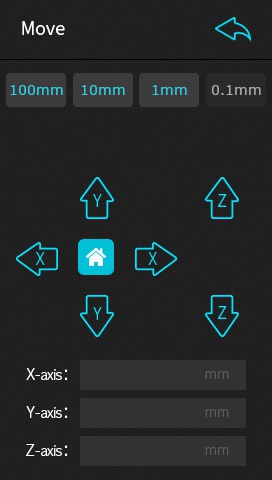 Move
100mm 10mm 1mm 0.1mm
Y Z
X X
Y Z
X-axis: mm
Y-axis: mm
Z-axis: mm